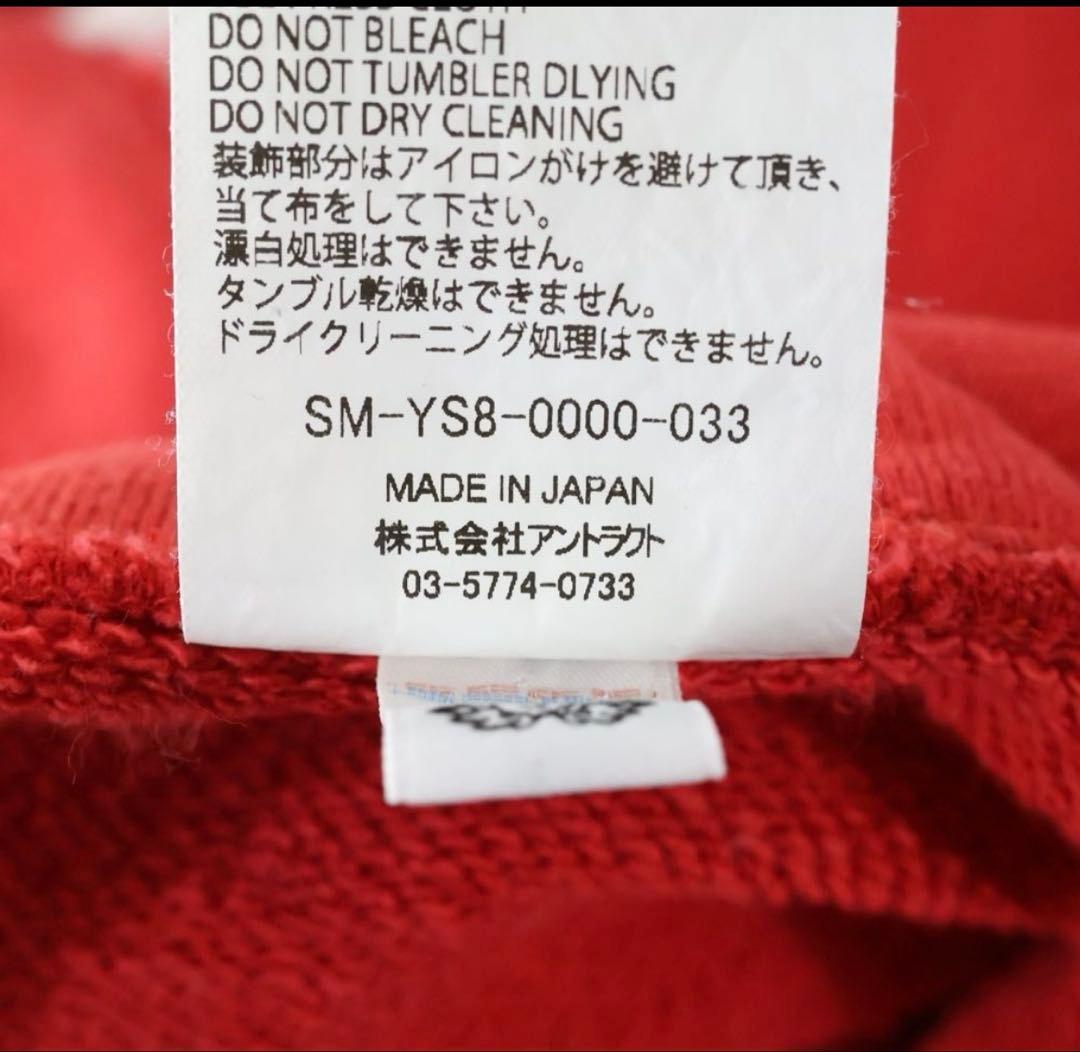 DO NOT BLEACH
DO NOT TUMBLER DLYING
DO NOT DRY CLEANING
装飾部分はアイロンがけを避けて頂き、
当て布をして下さい。
漂白処理はできません。
タンブル乾燥はできません。
ドライクリーニング処理はできません。
SM-YS8-0000-033
MADE IN JAPAN
株式会社アントラクト
03-5774-0733